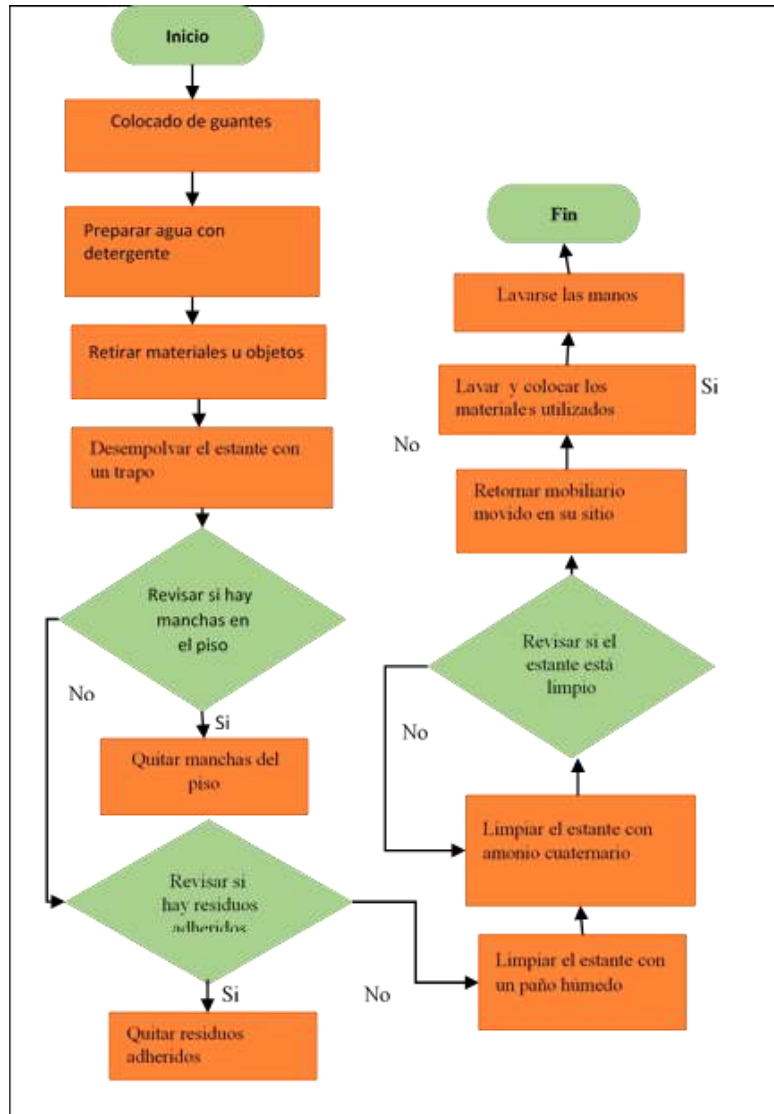 Inicio
Colocado de guantes
Preparar agua con
detergente
Retirar materiales u objetos
Desempolvar el estante con
un trapo
Revisar si hay
manchas en
el piso
No
Si
Quitar manchas del
piso
Revisar si
hay residuos
adheridos
Si
No
Quitar residuos
adheridos
Fin
Lavarse las manos
Lavar y colocar los
materiales utilizados
Si
No
Retornar mobiliario
movido en su sitio
Revisar si el
estante está
limpio
No
Limpiar el estante con
amonio cuaternario
Limpiar el estante con
un paño húmedo